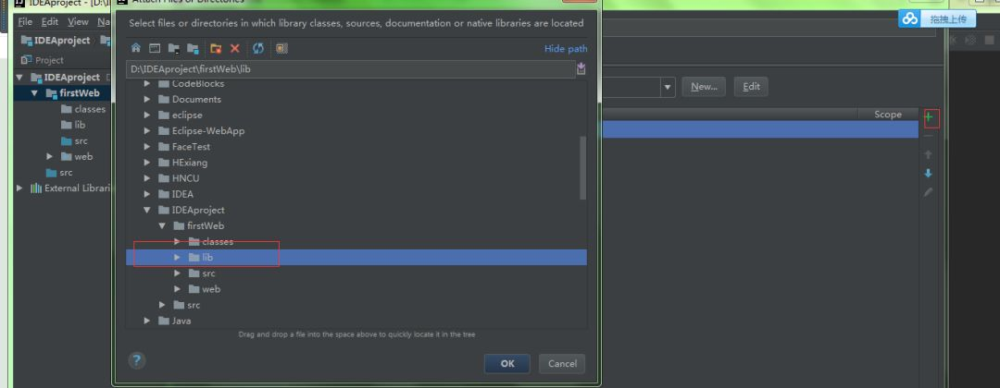 IDEAproject - [D:\I
File Edit View Na
IDEAproject
Project
IDEAproject
firstWeb
classes
lib
src
web
src
External Librari
Attach Files or Directories
Select files or directories in which library classes, sources, documentation or native libraries are located
Hide path
D:\IDEAproject\firstWeb\lib
CodeBlocks
Documents
eclipse
Eclipse-WebApp
FaceTest
HExiang
HNCU
IDEA
IDEAproject
firstWeb
classes
lib
src
web
src
Java
Drag and drop a file into the space above to quickly locate it in the tree
?
OK Cancel
拖拽上传
New... Edit
Scope